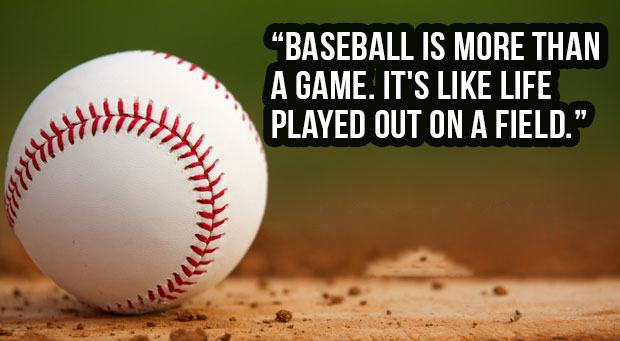 “BASEBALL IS MORE THAN
A GAME. IT'S LIKE LIFE
PLAYED OUT ON A FIELD.”